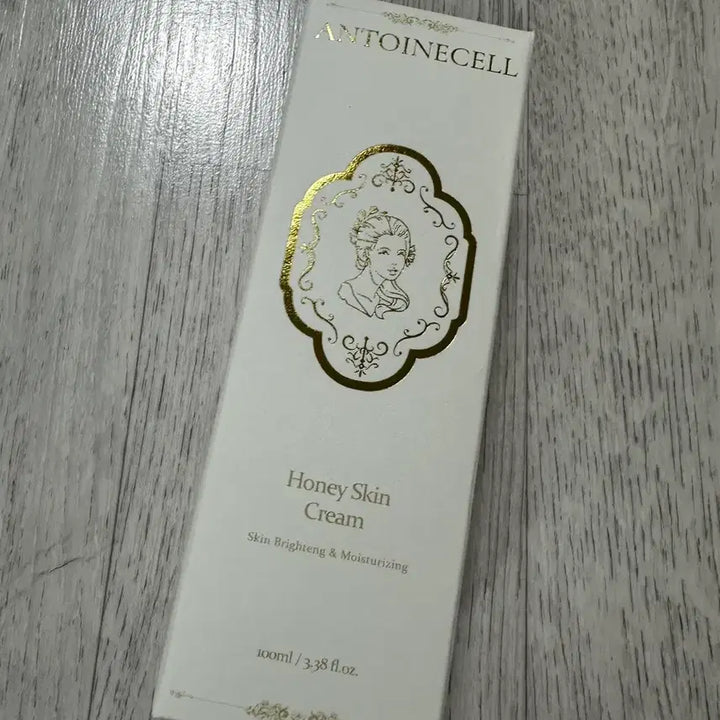 ANTOINECELL
Honey Skin
Cream
Skin Brighteng & Moisturizing
100ml / 3.38 fl.oz.